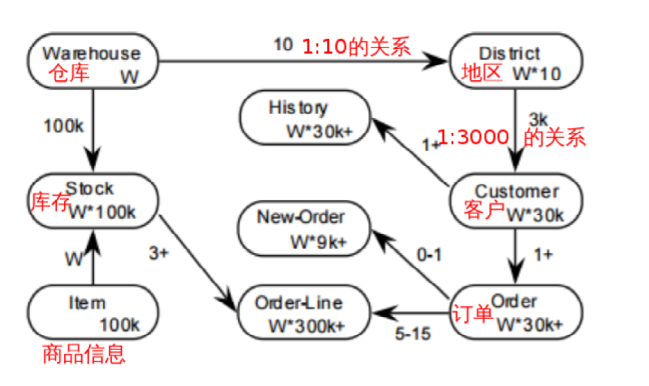 Warehouse
仓库 W
10 1:10的关系
District
地区 W*10
100k
History
W*30k+
3k
1+
1:3000 的关系
Stock
库存 W*100k
Customer
客户 W*30k
New-Order
W*9k+
W
3+
0-1
1+
Item
100k
商品信息
Order-Line
W*300k+
5-15
Order
订单 W*30k+